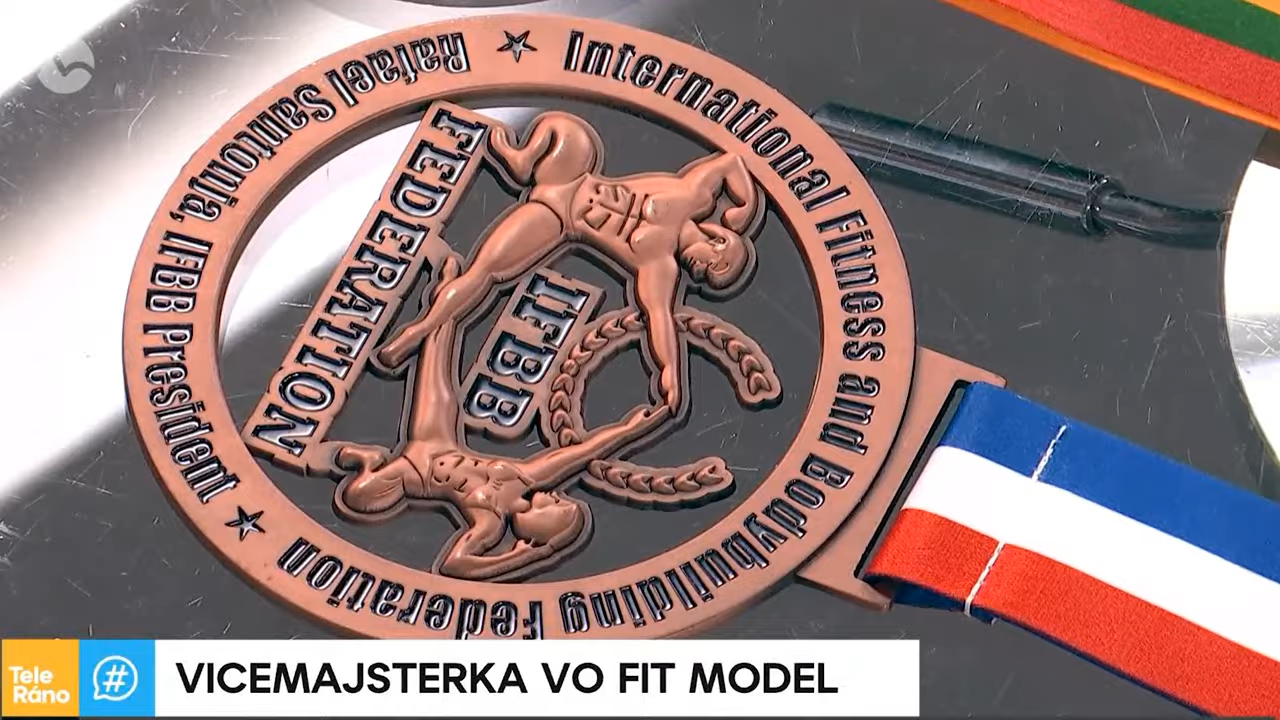 International Fitness and Bodybuilding Federation
Rafael Santonja, IFBB President
FEDERATION
IFBB
Tele
Ráno
#
VICEMAJSTERKA VO FIT MODEL